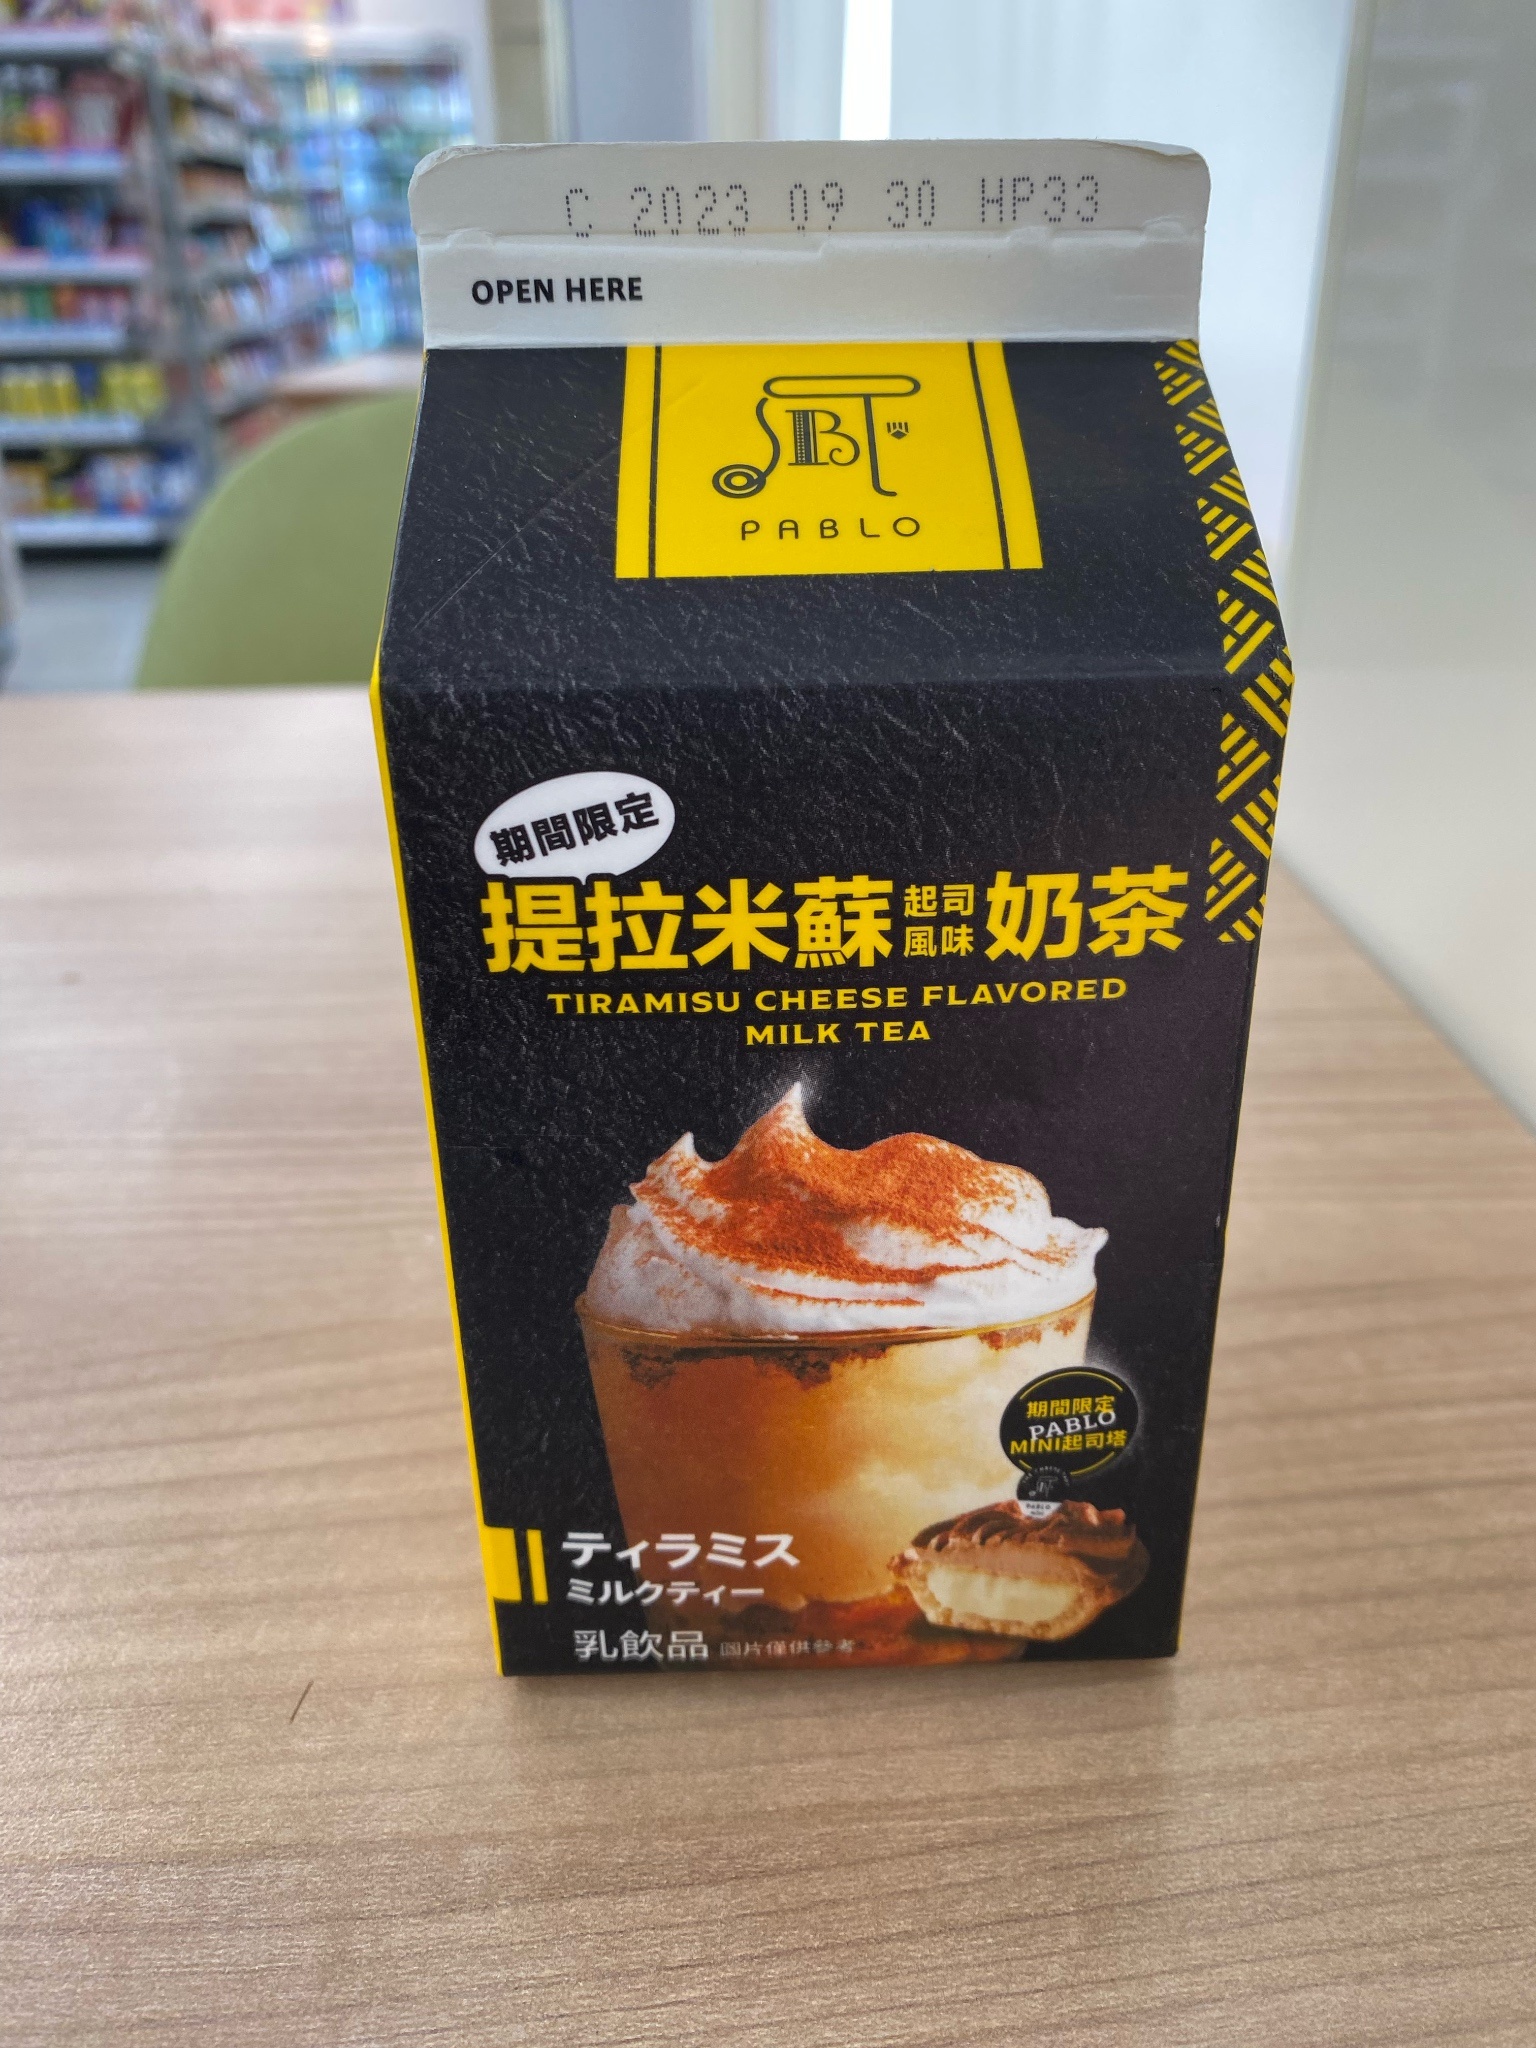 C 2023 09 30 HP33
OPEN HERE
PABLO
期間限定
提拉米蘇起司風味奶茶
TIRAMISU CHEESE FLAVORED
MILK TEA
期間限定
PABLO
MINI起司塔
PABLO
ティラミス
ミルクティー
乳飲品 圖片僅供參考